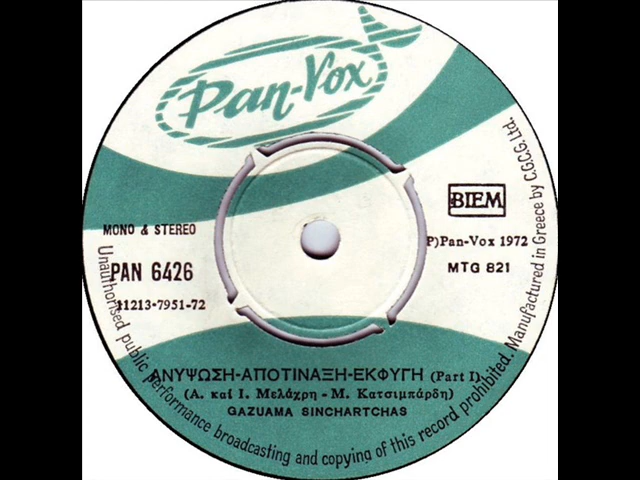 Pan-Vox
BIEM
MONO & STEREO
P)Pan-Vox 1972
PAN 6426
MTG 821
11213-7951-72
ΑΝΥΨΩΣΗ-ΑΠΟΤΙΝΑΞΗ-ΕΚΦΥΓΗ (Part I)
(Α. καί Ι. Μελάχρη - Μ. Κατσιμπάρδη)
GAZUAMA SINCHARTCHAS
Unauthorised public performance broadcasting and copying of this record prohibited. Manufactured in Greece by C.G.C.G. Ltd.